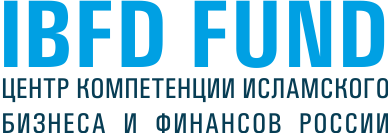 IBFD FUND
ЦЕНТР КОМПЕТЕНЦИИ ИСЛАМСКОГО
БИЗНЕСА И ФИНАНСОВ РОССИИ